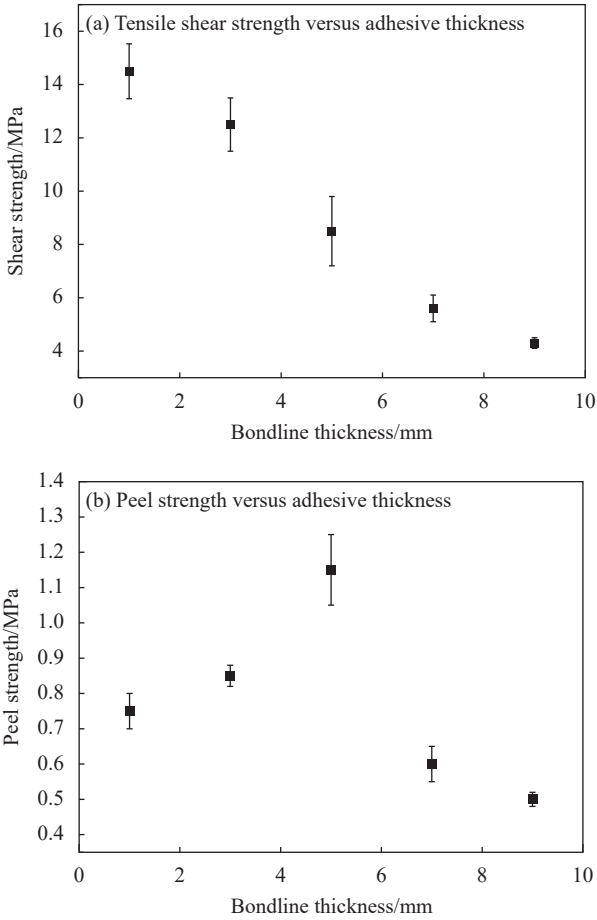 (a) Tensile shear strength versus adhesive thickness
16
14
12
10
8
6
4
Shear strength/MPa
0 2 4 6 8 10
Bondline thickness/mm
(b) Peel strength versus adhesive thickness
1.4
1.3
1.2
1.1
0.9
0.8
0.7
0.6
0.5
0.4
Peel strength/MPa
0 2 4 6 8 10
Bondline thickness/mm